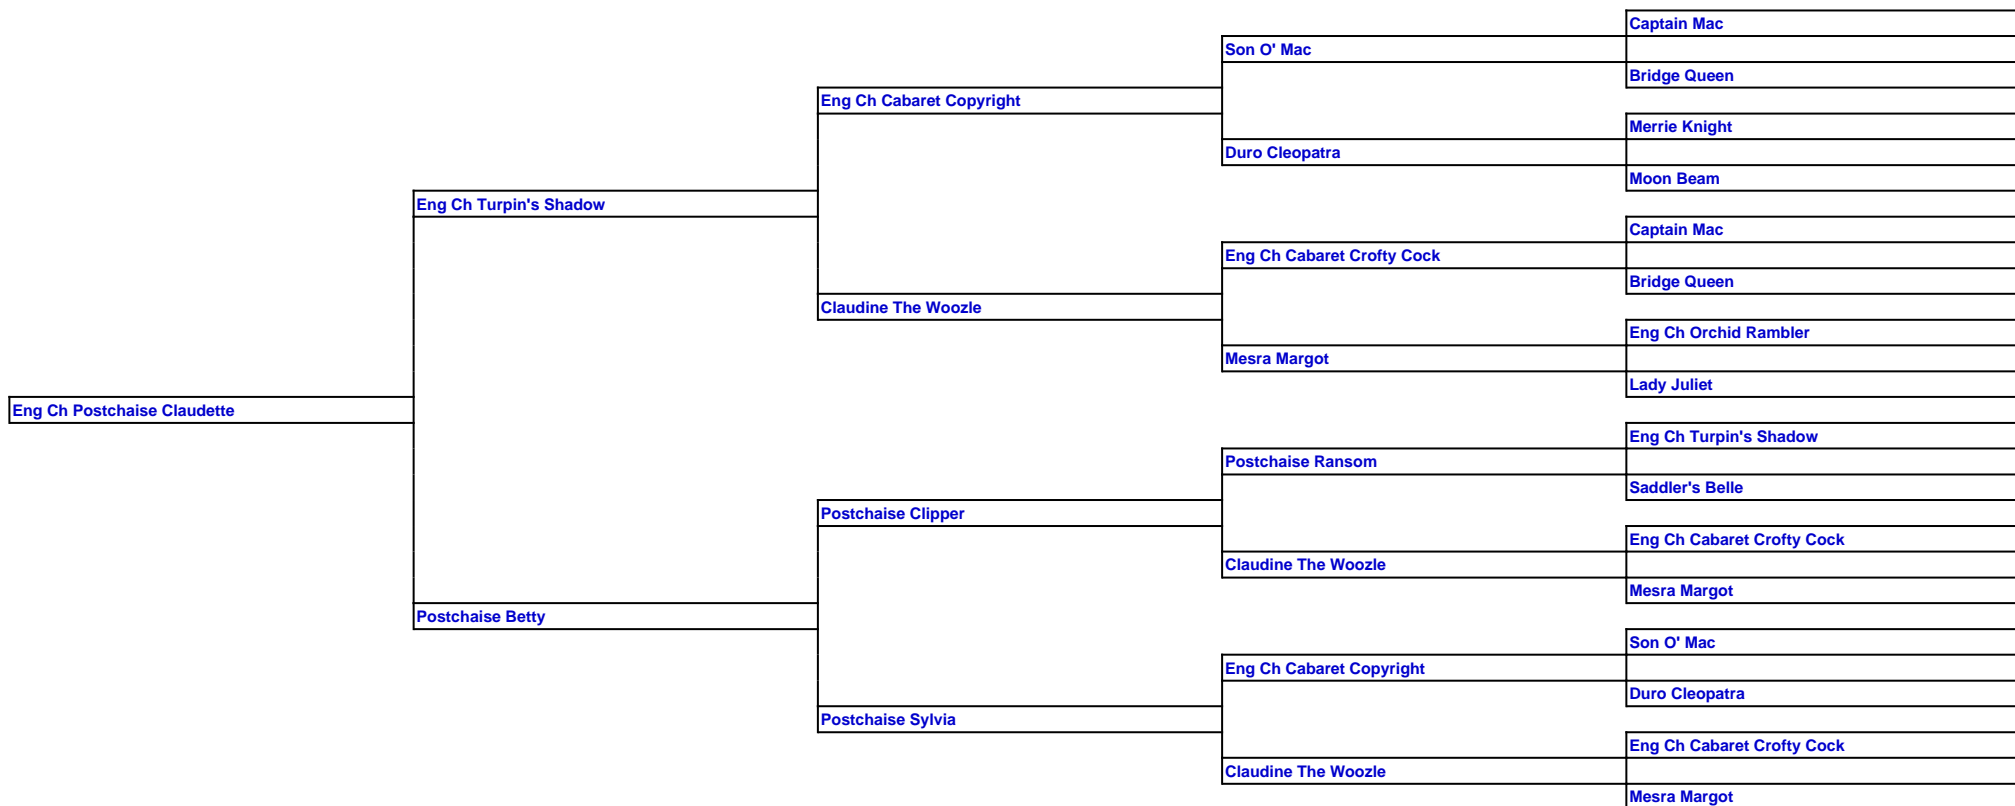 Captain Mac
Son O' Mac
Bridge Queen
Eng Ch Cabaret Copyright
Merrie Knight
Duro Cleopatra
Moon Beam
Eng Ch Turpin's Shadow
Captain Mac
Eng Ch Cabaret Crofty Cock
Bridge Queen
Claudine The Woozle
Eng Ch Orchid Rambler
Mesra Margot
Lady Juliet
Eng Ch Postchaise Claudette
Eng Ch Turpin's Shadow
Postchaise Ransom
Saddler's Belle
Postchaise Clipper
Eng Ch Cabaret Crofty Cock
Claudine The Woozle
Mesra Margot
Postchaise Betty
Son O' Mac
Eng Ch Cabaret Copyright
Duro Cleopatra
Postchaise Sylvia
Eng Ch Cabaret Crofty Cock
Claudine The Woozle
Mesra Margot